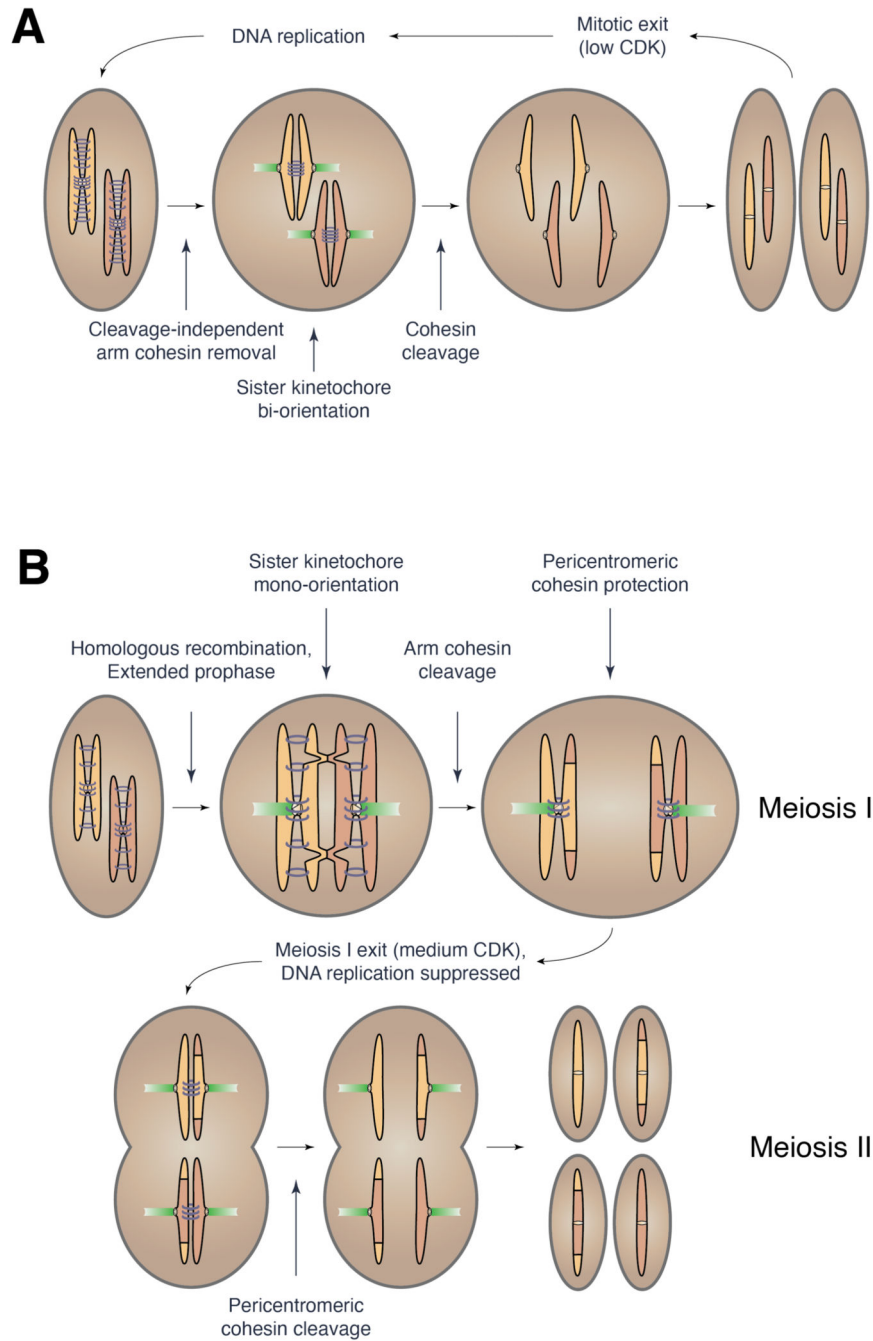 A
DNA replication
Mitotic exit
(low CDK)
Cleavage-independent
arm cohesin removal
Cohesin
cleavage
Sister kinetochore
bi-orientation
B
Sister kinetochore
mono-orientation
Pericentromeric
cohesin protection
Homologous recombination,
Extended prophase
Arm cohesin
cleavage
Meiosis I
Meiosis I exit (medium CDK),
DNA replication suppressed
Meiosis II
Pericentromeric
cohesin cleavage